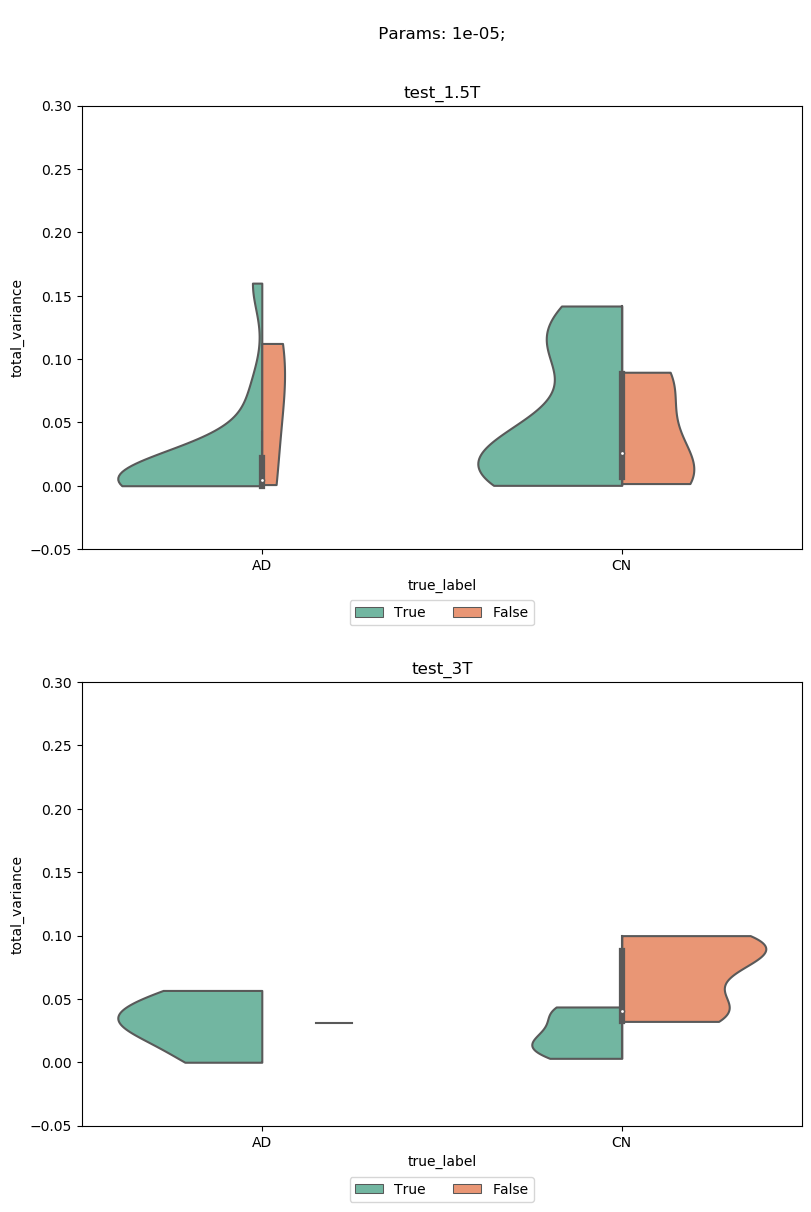 Params: 1e-05;
test_1.5T
0.30
0.25
0.20
0.15
0.10
0.05
0.00
−0.05
total_variance
AD CN
true_label
True False
test_3T
0.30
0.25
0.20
0.15
0.10
0.05
0.00
−0.05
total_variance
AD CN
true_label
True False